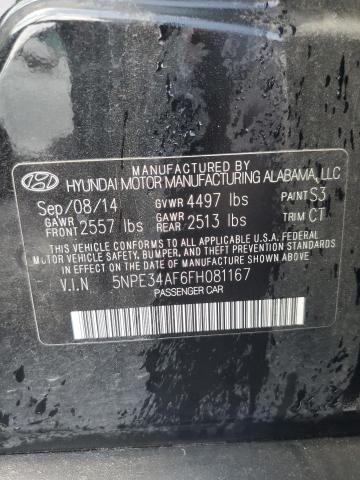 MANUFACTURED BY
HYUNDAI MOTOR MANUFACTURING ALABAMA, LLC
Sep/08/14 GVWR 4497 lbs PAINT S3
GAWR FRONT 2557 lbs GAWR REAR 2513 lbs TRIM CT
THIS VEHICLE CONFORMS TO ALL APPLICABLE U.S.A. FEDERAL
MOTOR VEHICLE SAFETY, BUMPER, AND THEFT PREVENTION STANDARDS
IN EFFECT ON THE DATE OF MANUFACTURE SHOWN ABOVE.
V.I.N 5NPE34AF6FH081167
PASSENGER CAR